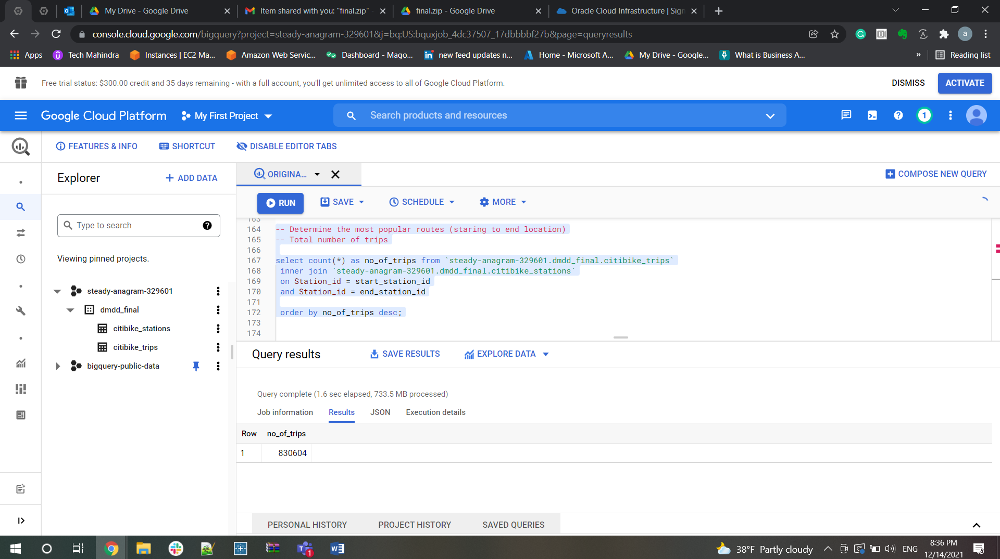 My Drive - Google Drive
Item shared with you: "final.zip"
final.zip - Google Drive
Oracle Cloud Infrastructure | Sign
console.cloud.google.com/bigquery?project=steady-anagram-329601&j=bq:US:bquxjob_4dc37507_17dbbbbf27b&page=queryresults
a
Apps
Tech Mahindra
Instances | EC2 Ma...
Amazon Web Servic...
Dashboard - Mago...
new feed updates n...
Home - Microsoft A...
My Drive - Google...
What is Business A...
»
Reading list
Free trial status: $300.00 credit and 35 days remaining - with a full account, you'll get unlimited access to all of Google Cloud Platform.
DISMISS
ACTIVATE
Google Cloud Platform
My First Project
Search products and resources
1
FEATURES & INFO
SHORTCUT
DISABLE EDITOR TABS
Explorer
+ ADD DATA
ORIGINA...
COMPOSE NEW QUERY
RUN
SAVE
SCHEDULE
MORE
Type to search
Viewing pinned projects.
steady-anagram-329601
dmdd_final
citibike_stations
citibike_trips
bigquery-public-data
163
164 -- Determine the most popular routes (staring to end location)
165 -- Total number of trips
166
167 select count(*) as no_of_trips from `steady-anagram-329601.dmdd_final.citibike_trips`
168 inner join `steady-anagram-329601.dmdd_final.citibike_stations`
169 on Station_id = start_station_id
170 and Station_id = end_station_id
171
172 order by no_of_trips desc;
173
174
Query results
SAVE RESULTS
EXPLORE DATA
Query complete (1.6 sec elapsed, 733.5 MB processed)
Job information
Results
JSON
Execution details
Row no_of_trips
1 830604
PERSONAL HISTORY
PROJECT HISTORY
SAVED QUERIES
38°F Partly cloudy
ENG
8:36 PM
12/14/2021